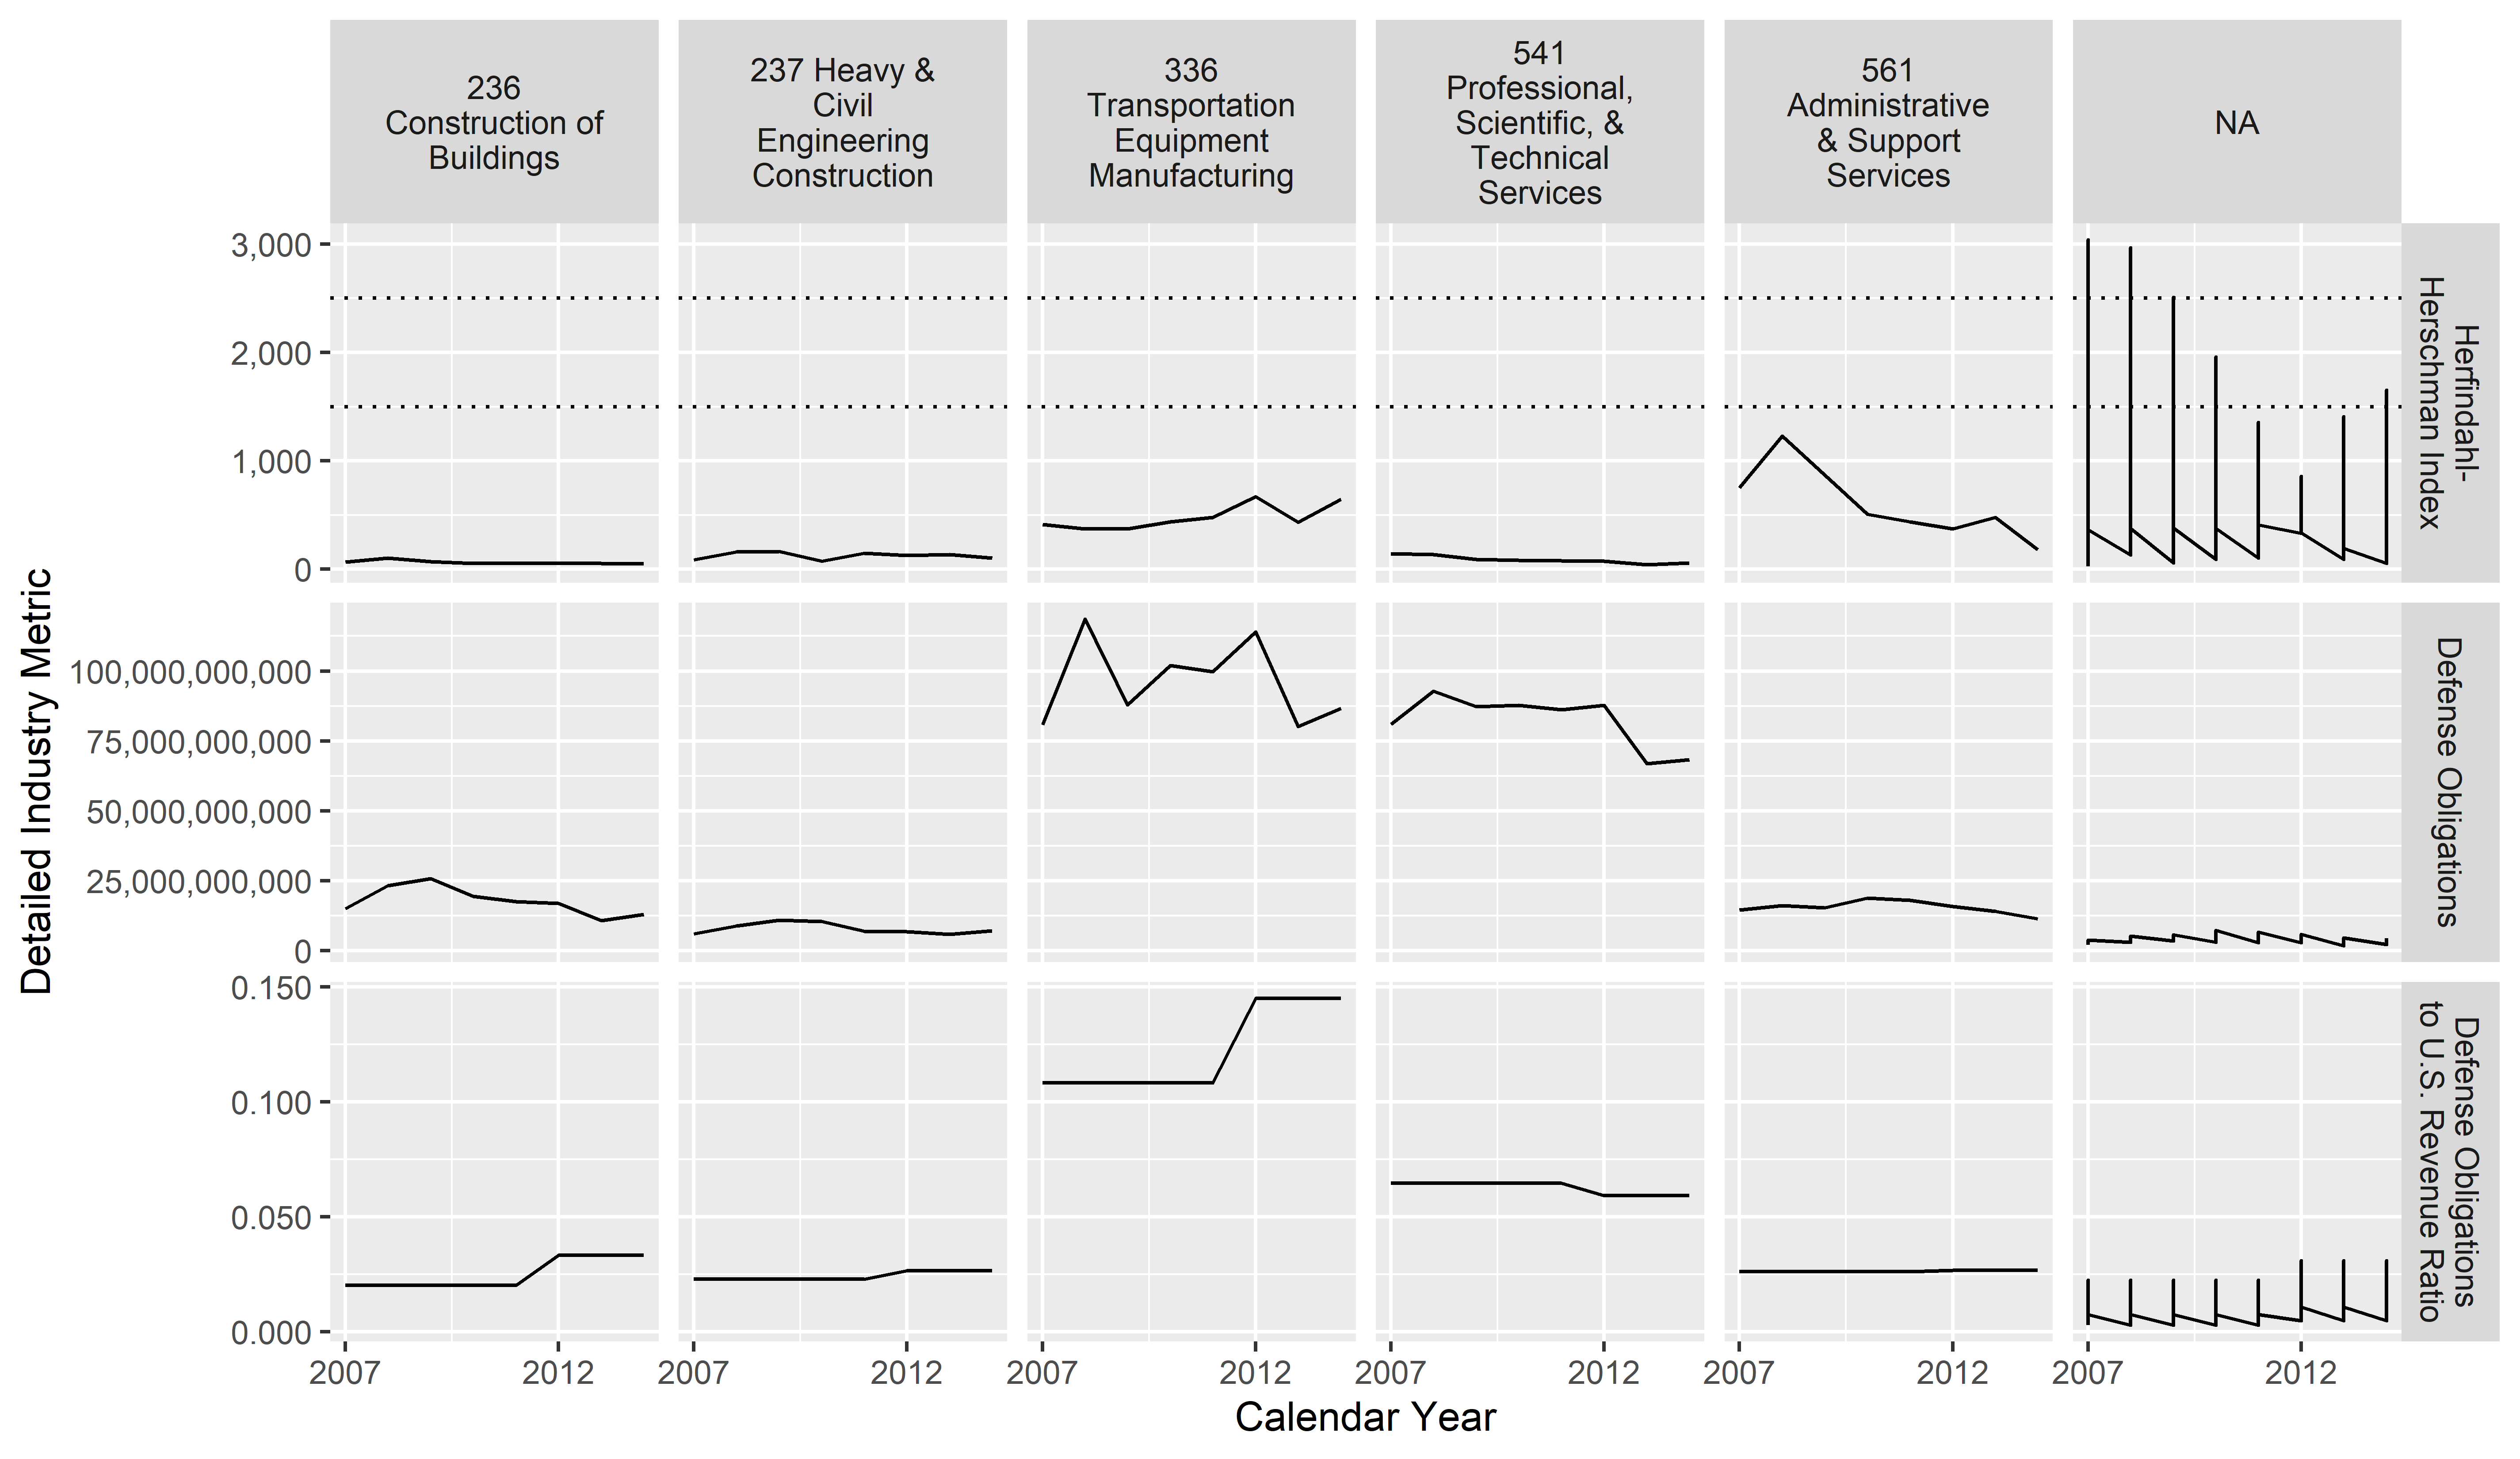 236
Construction of
Buildings
237 Heavy &
Civil
Engineering
Construction
336
Transportation
Equipment
Manufacturing
541
Professional,
Scientific, &
Technical
Services
561
Administrative
& Support
Services
NA
3,000
2,000
1,000
0
Herfindahl-
Herschman Index
100,000,000,000
75,000,000,000
50,000,000,000
25,000,000,000
0
Defense Obligations
0.150
0.100
0.050
0.000
Defense Obligations
to U.S. Revenue Ratio
Detailed Industry Metric
2007 2012 2007 2012 2007 2012 2007 2012 2007 2012 2007 2012
Calendar Year